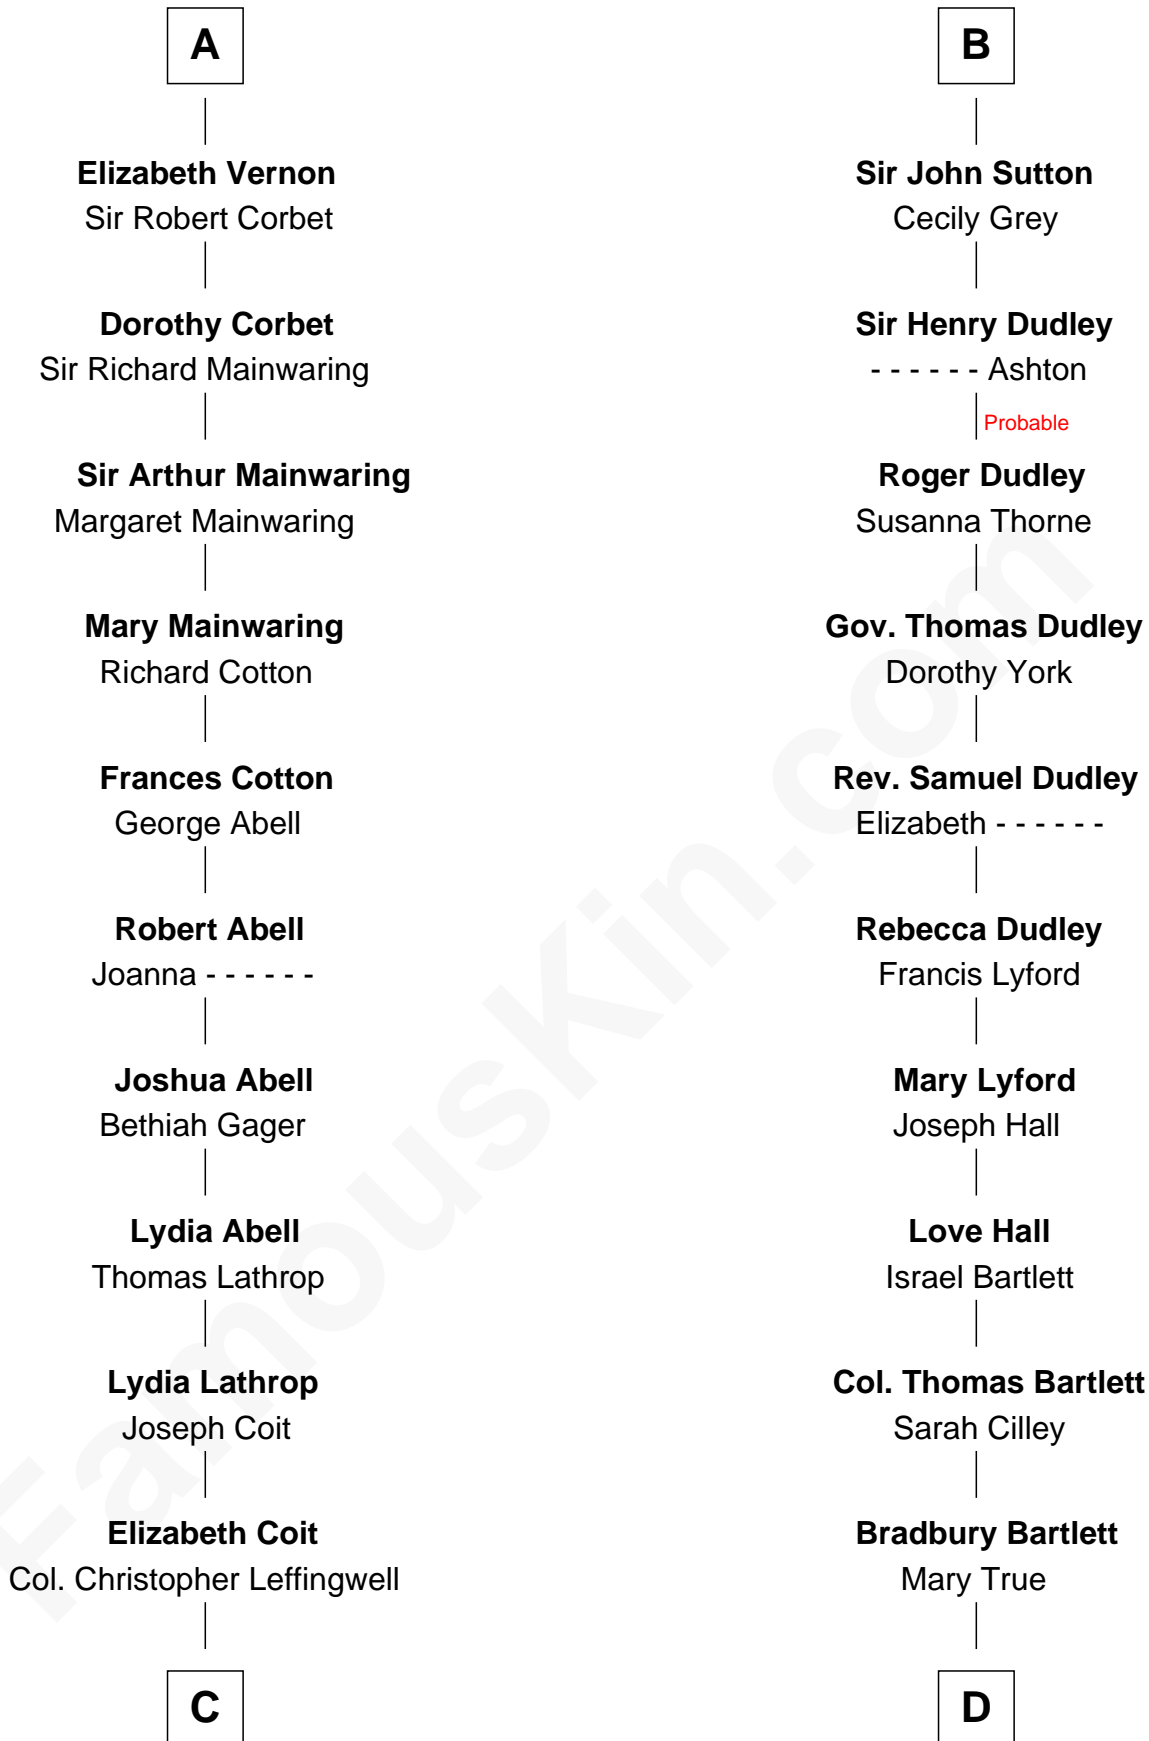 A
Elizabeth Vernon
Sir Robert Corbet
Dorothy Corbet
Sir Richard Mainwaring
Sir Arthur Mainwaring
Margaret Mainwaring
Mary Mainwaring
Richard Cotton
Frances Cotton
George Abell
Robert Abell
Joanna - - - - - -
Joshua Abell
Bethiah Gager
Lydia Abell
Thomas Lathrop
Lydia Lathrop
Joseph Coit
Elizabeth Coit
Col. Christopher Leffingwell
C
B
Sir John Sutton
Cecily Grey
Sir Henry Dudley
- - - - - - Ashton
Probable
Roger Dudley
Susanna Thorne
Gov. Thomas Dudley
Dorothy York
Rev. Samuel Dudley
Elizabeth - - - - - -
Rebecca Dudley
Francis Lyford
Mary Lyford
Joseph Hall
Love Hall
Israel Bartlett
Col. Thomas Bartlett
Sarah Cilley
Bradbury Bartlett
Mary True
D
FamousKin.com